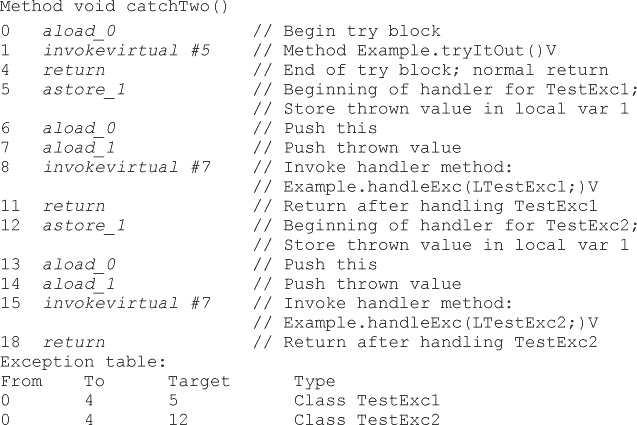 Method void catchTwo()
0 aload_0 // Begin try block
1 invokevirtual #5 // Method Example.tryItOut()V
4 return // End of try block; normal return
5 astore_1 // Beginning of handler for TestExc1;
// Store thrown value in local var 1
6 aload_0 // Push this
7 aload_1 // Push thrown value
8 invokevirtual #7 // Invoke handler method:
// Example.handleExc(LTestExc1;)V
11 return // Return after handling TestExc1
12 astore_1 // Beginning of handler for TestExc2;
// Store thrown value in local var 1
13 aload_0 // Push this
14 aload_1 // Push thrown value
15 invokevirtual #7 // Invoke handler method:
// Example.handleExc(LTestExc2;)V
18 return // Return after handling TestExc2
Exception table:
From To Target Type
0 4 5 Class TestExc1
0 4 12 Class TestExc2